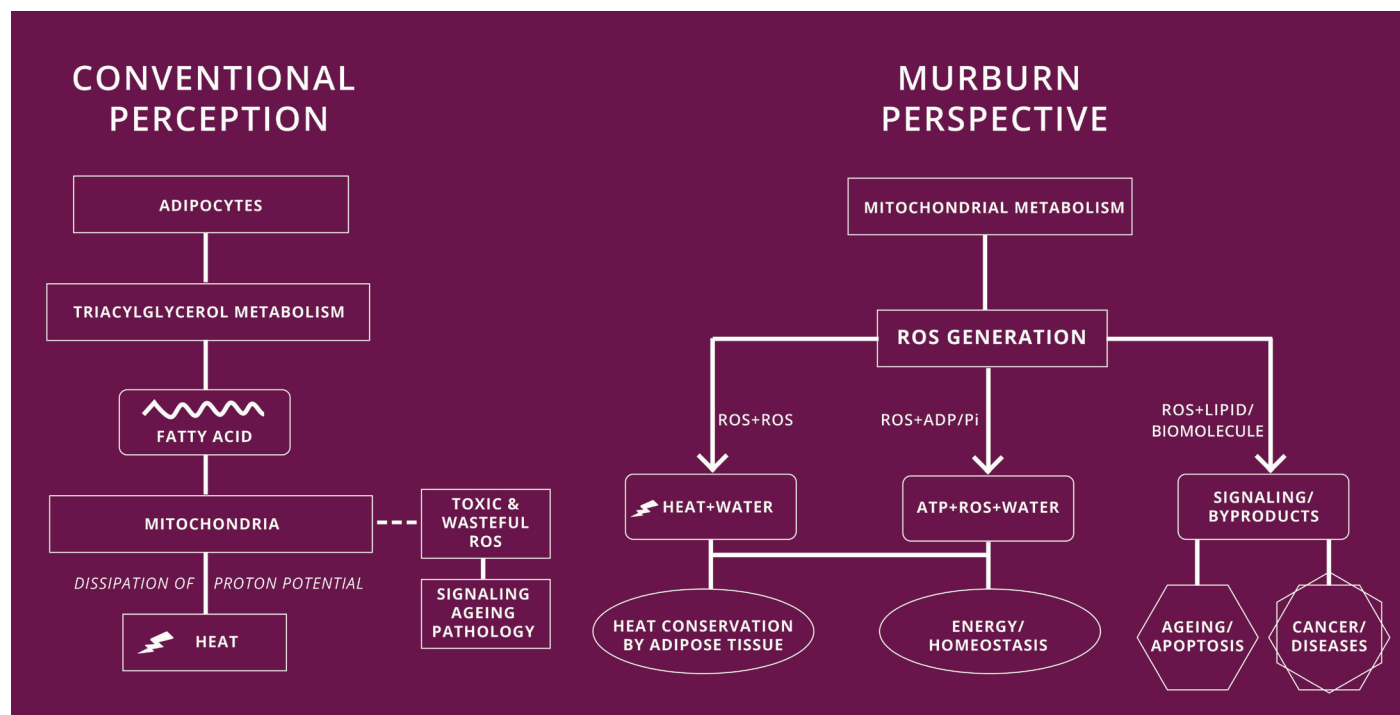 CONVENTIONAL
PERCEPTION
ADIPOCYTES
TRIACYLGLYCEROL METABOLISM
FATTY ACID
MITOCHONDRIA
TOXIC &
WASTEFUL
ROS
DISSIPATION OF PROTON POTENTIAL
SIGNALING
AGEING
PATHOLOGY
HEAT
MURBURN
PERSPECTIVE
MITOCHONDRIAL METABOLISM
ROS GENERATION
ROS+ROS
ROS+ADP/Pi
ROS+LIPID/
BIOMOLECULE
HEAT+WATER
ATP+ROS+WATER
SIGNALING/
BYPRODUCTS
HEAT CONSERVATION
BY ADIPOSE TISSUE
ENERGY/
HOMEOSTASIS
AGEING/
APOPTOSIS
CANCER/
DISEASES